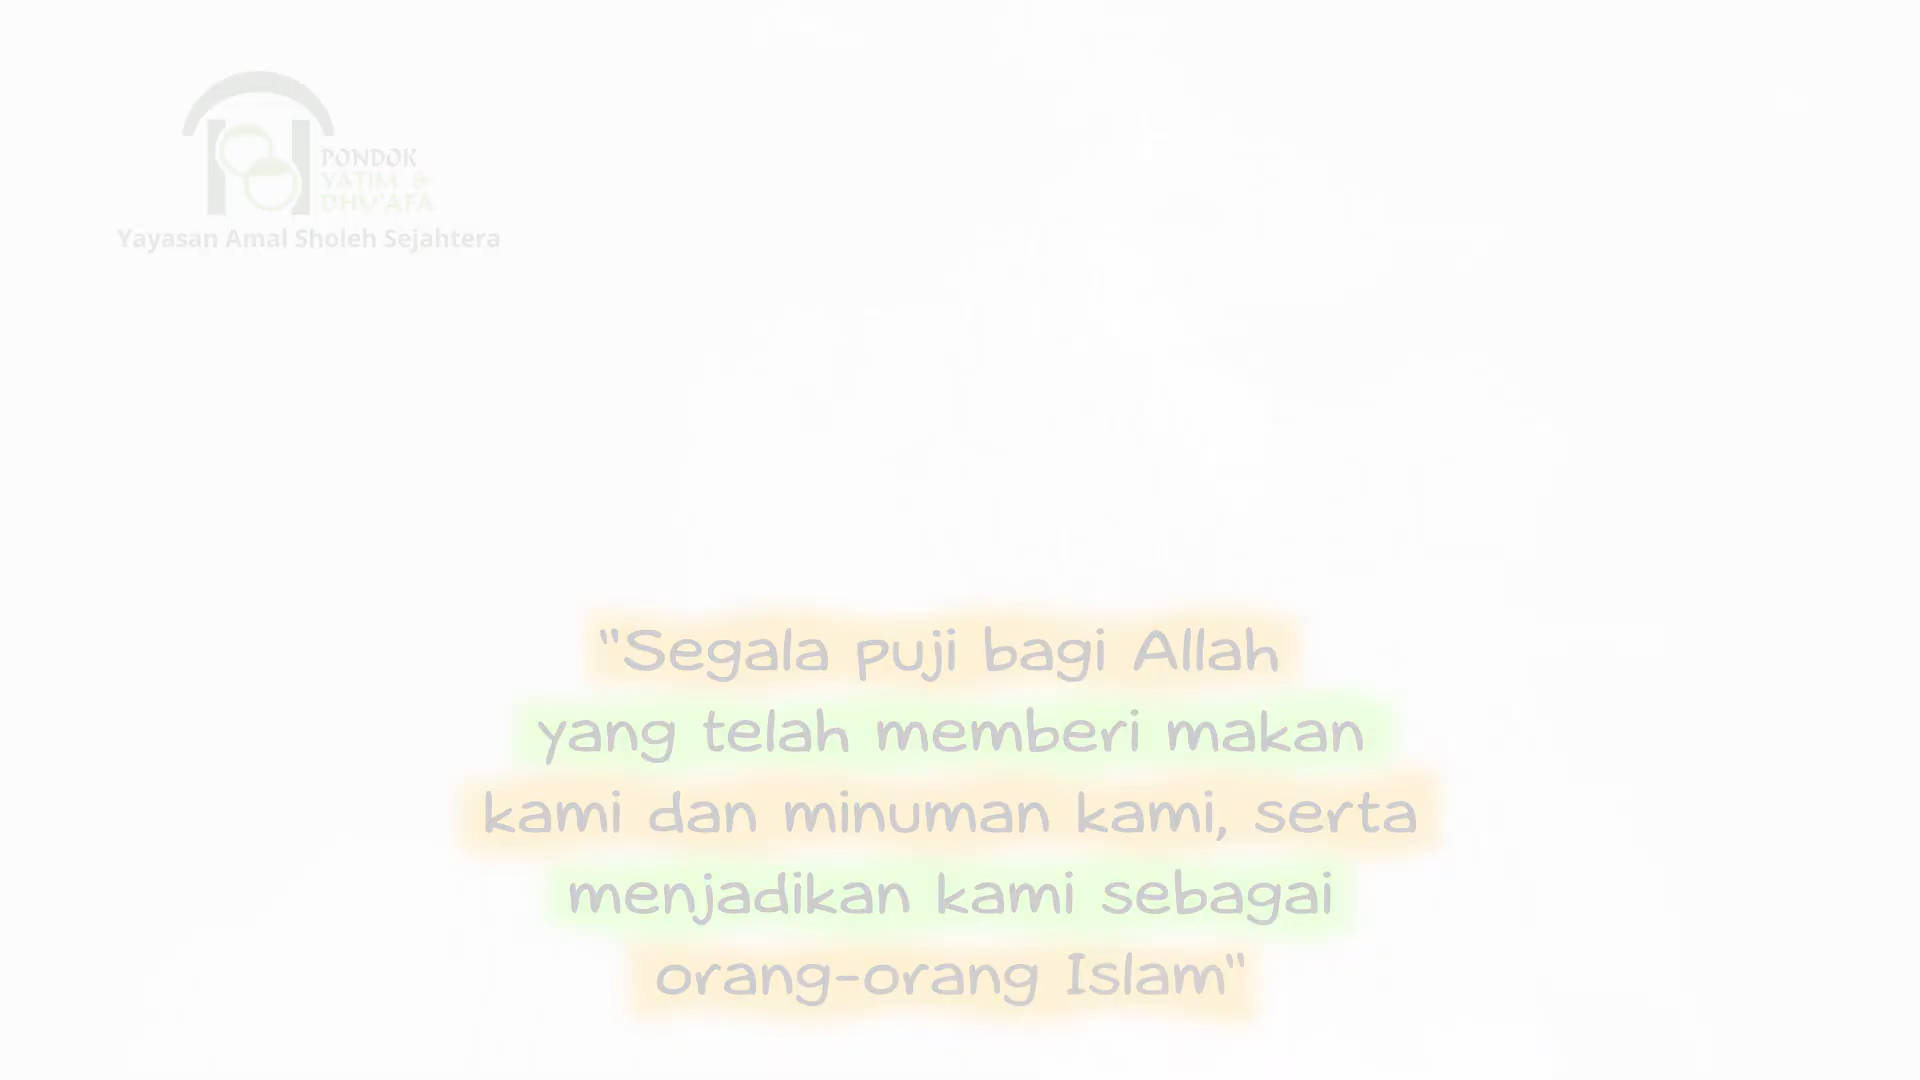 PONDOK
YATIM &
DHU'AFA
Yayasan Amal Sholeh Sejahtera
"Segala puji bagi Allah
yang telah memberi makan
kami dan minuman kami, serta
menjadikan kami sebagai
orang-orang Islam"